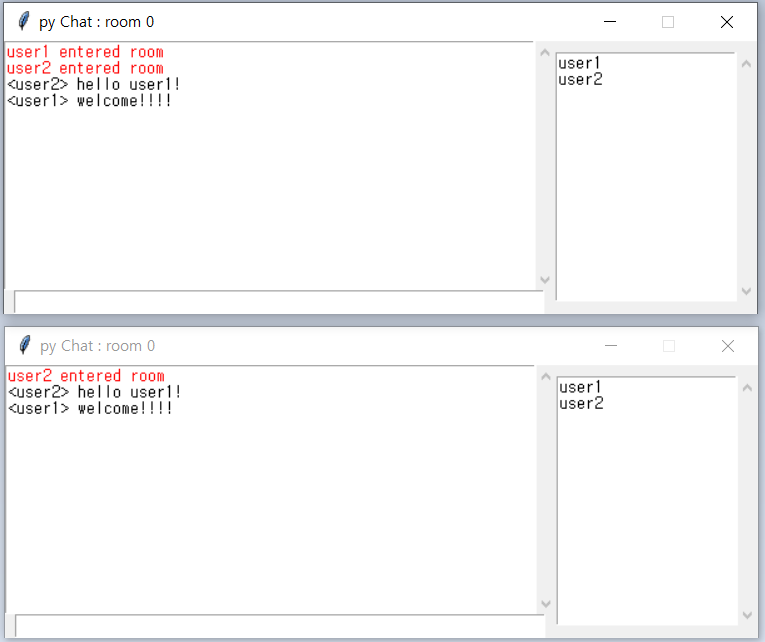 py Chat : room 0
user1 entered room
user2 entered room
<user2> hello user1!
<user1> welcome!!!!
user1
user2
py Chat : room 0
user2 entered room
<user2> hello user1!
<user1> welcome!!!!
user1
user2